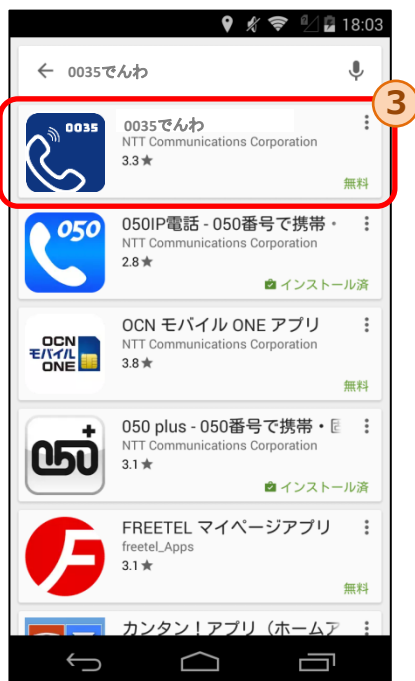 18:03
0035でんわ
3
0035
0035でんわ
NTT Communications Corporation
3.3★
無料
050
050IP電話 - 050番号で携帯・
NTT Communications Corporation
2.8★
インストール済
OCN
モバイル
ONE
OCN モバイル ONE アプリ
NTT Communications Corporation
3.8★
無料
050+
050 plus - 050番号で携帯・
NTT Communications Corporation
3.1★
インストール済
FREETEL マイページアプリ
freetel_Apps
3.1★
無料
カンタン！アプリ（ホームア